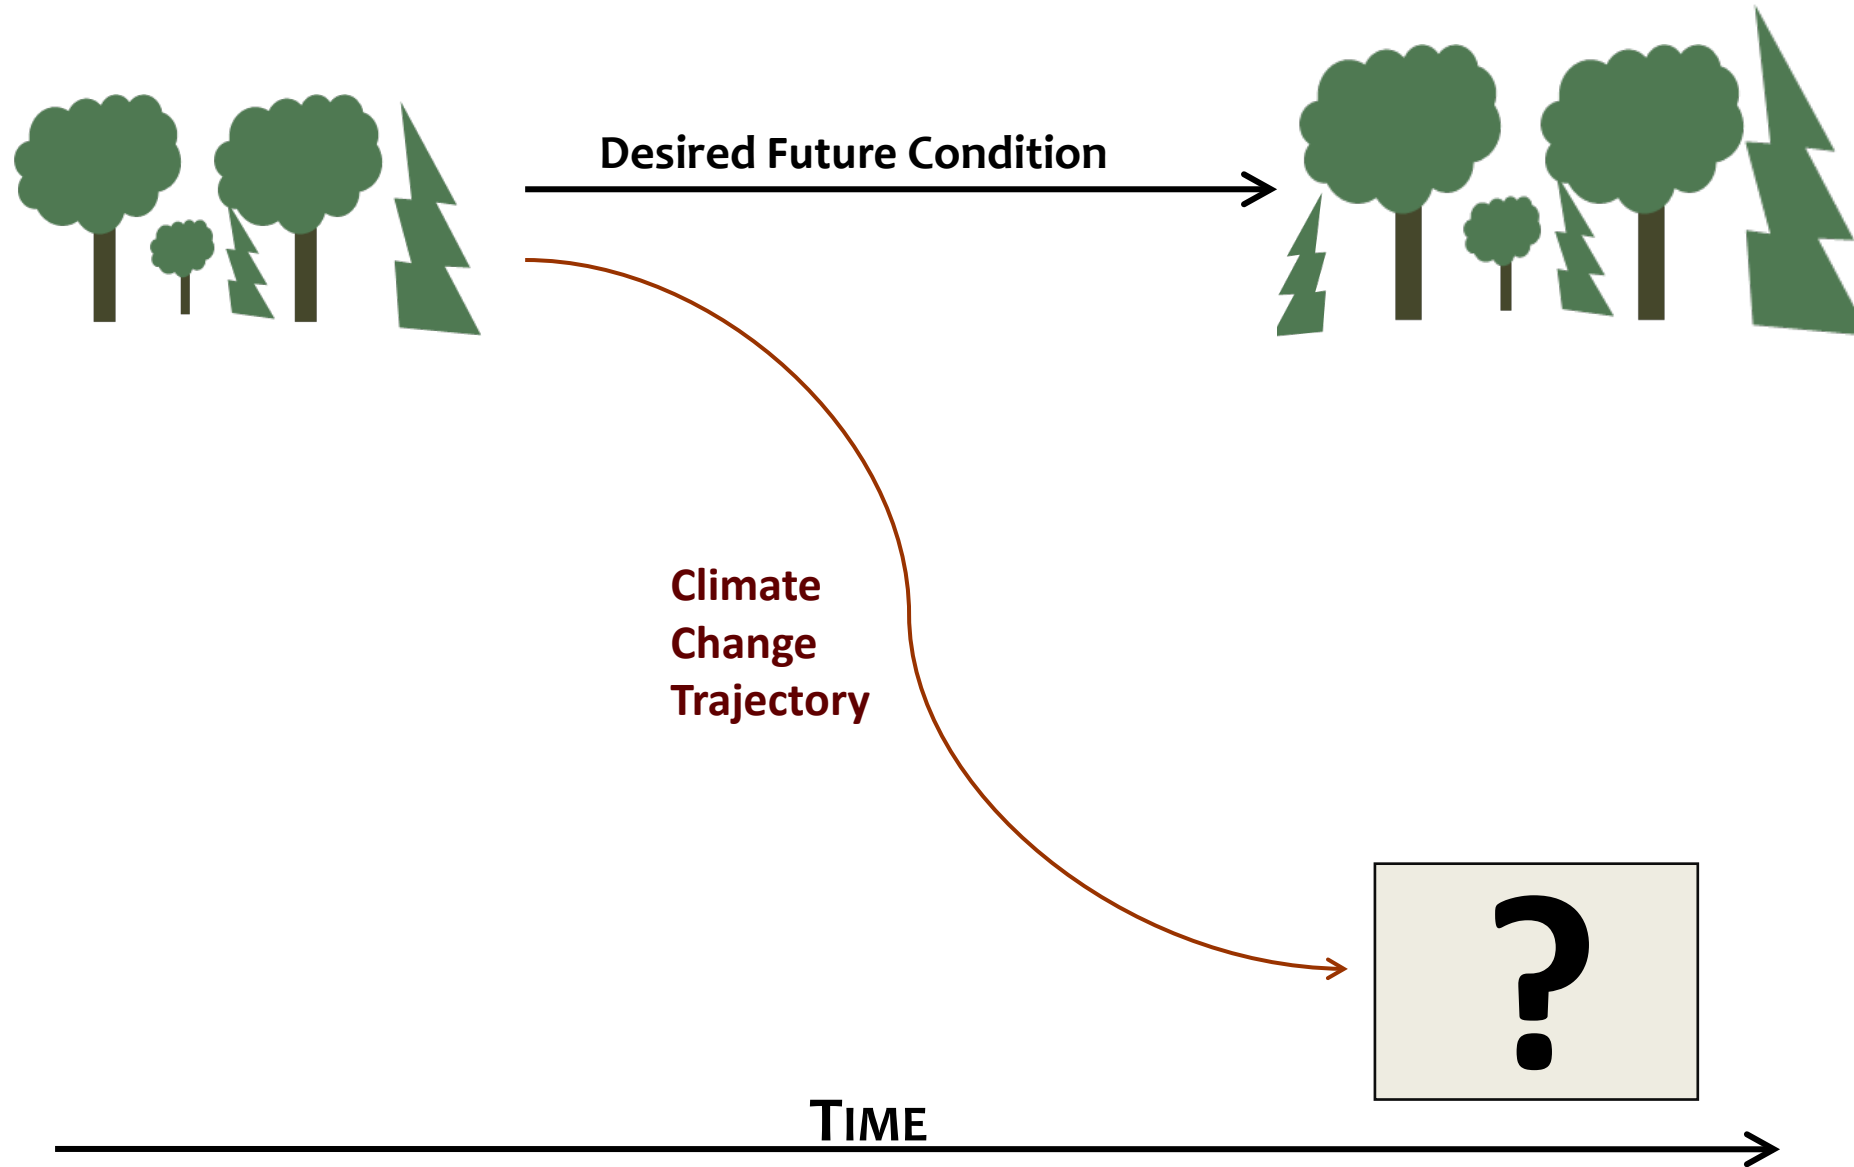 Desired Future Condition
Climate
Change
Trajectory
?
TIME